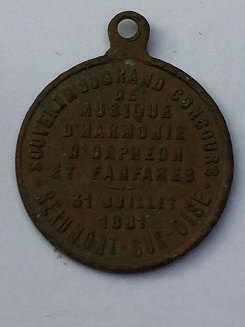 SOUVENIR DU GRAND CONCOURS
DE
MUSIQUE
D'HARMONIE
D'ORPHEON
ET FANFARES
31 JUILLET
1881
BEAUMONT-SUR-OISE